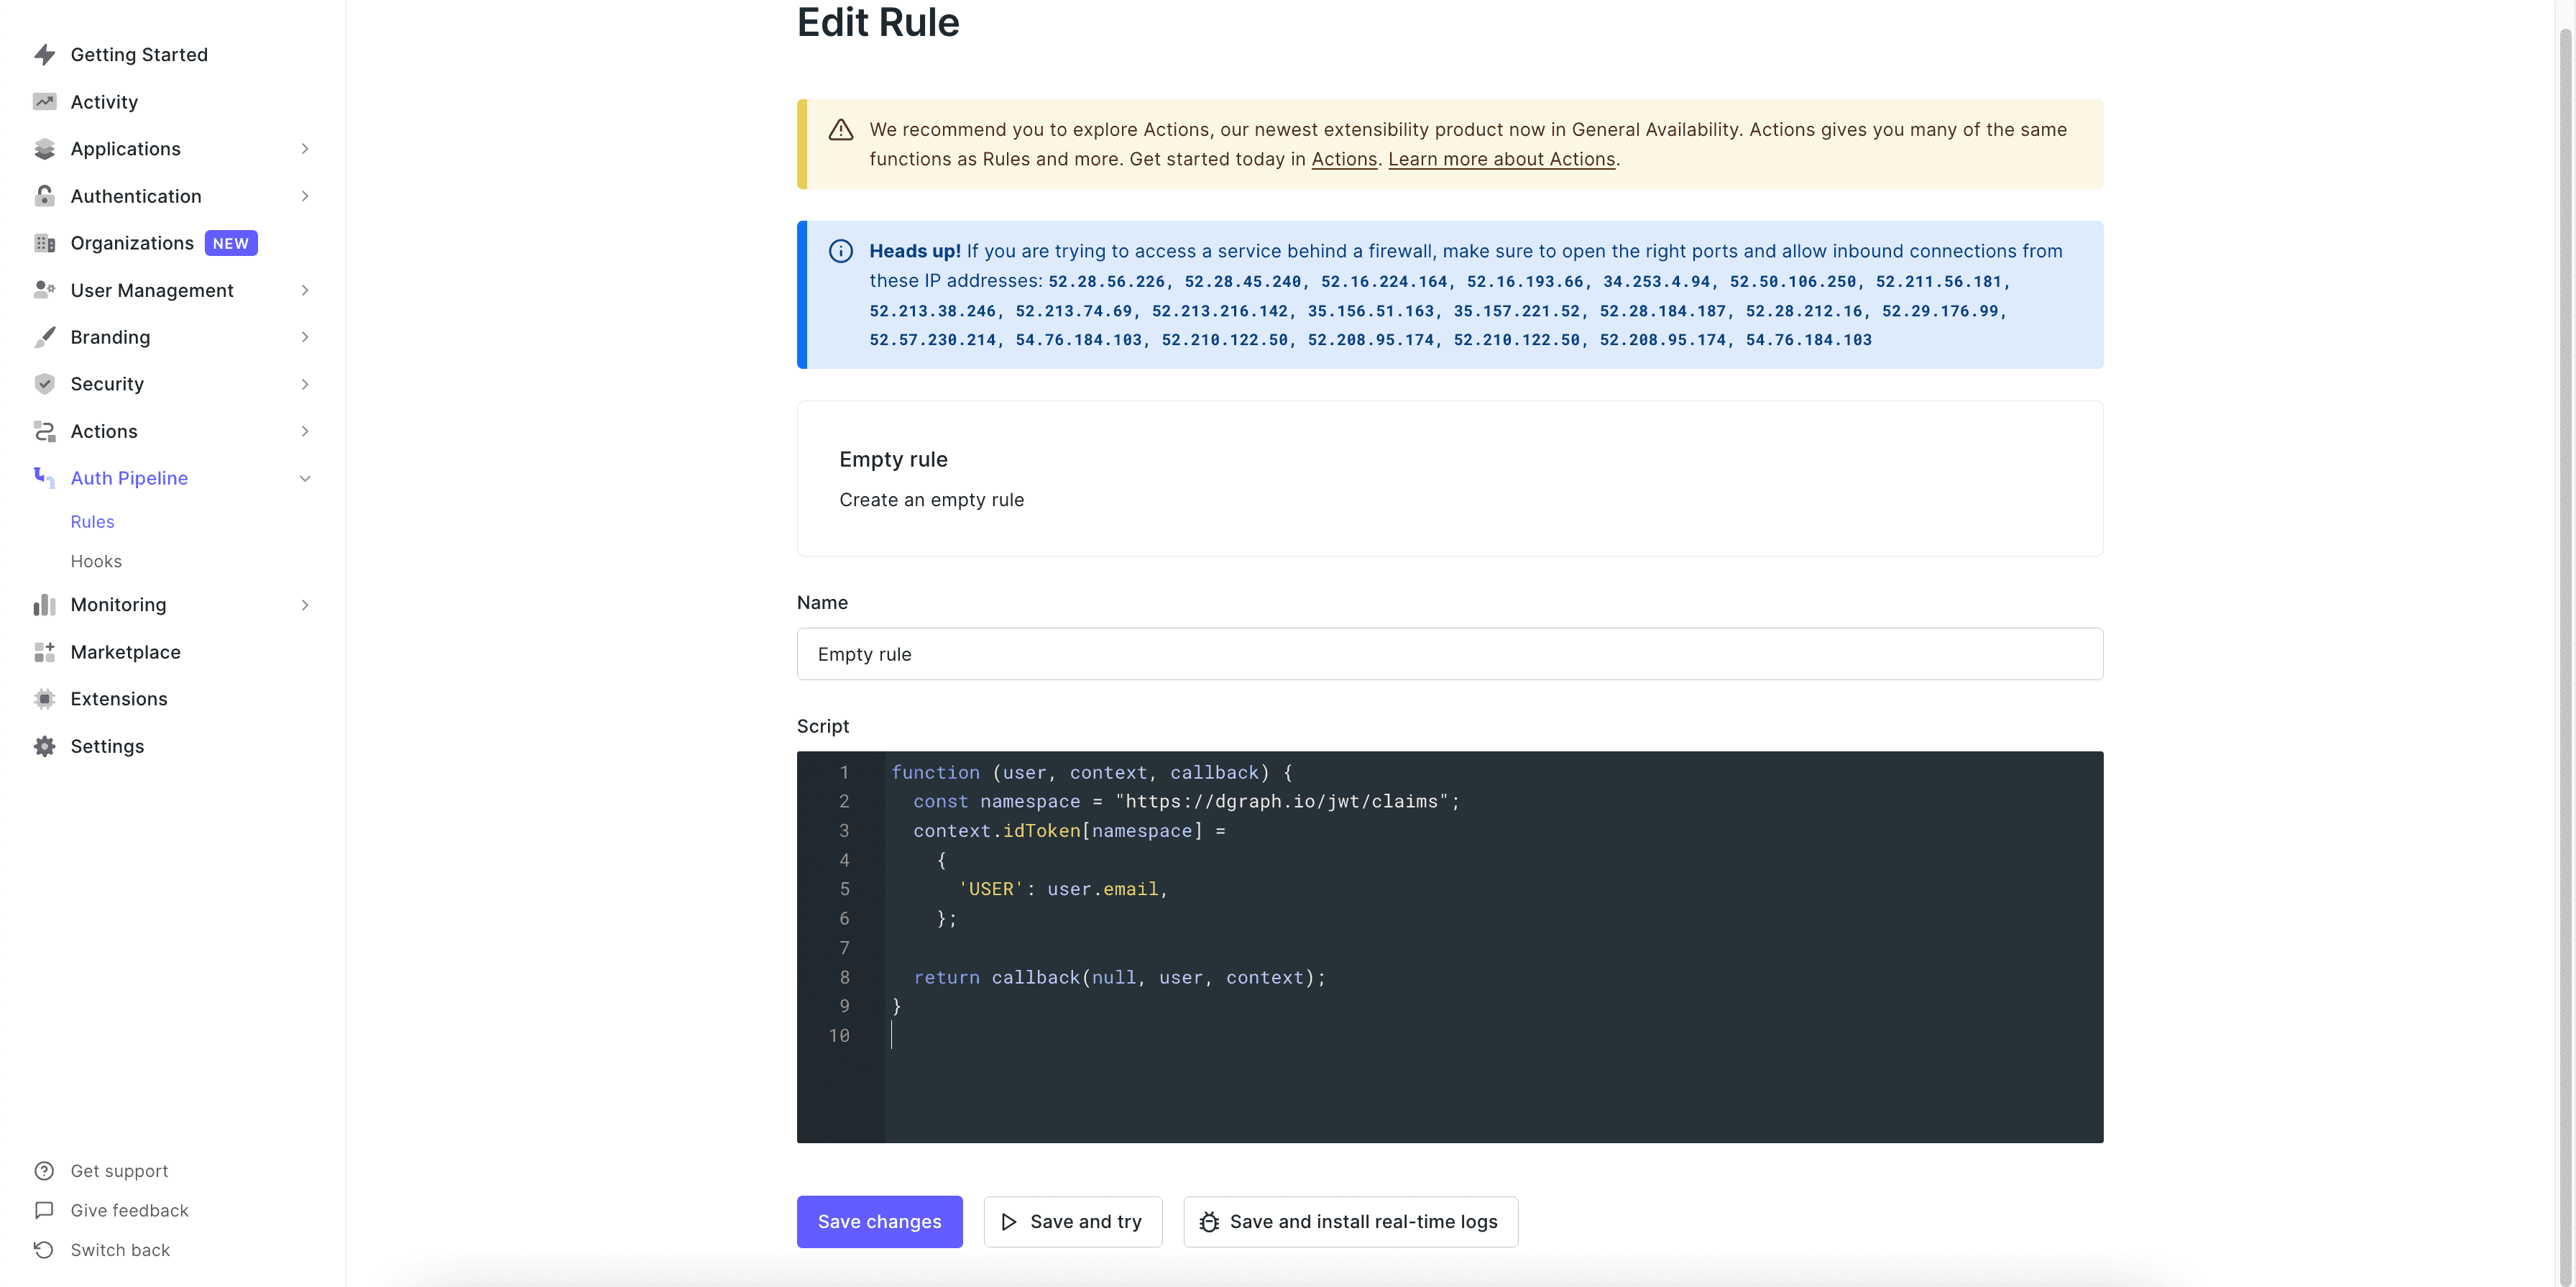 Getting Started
Activity
Applications
Authentication
Organizations NEW
User Management
Branding
Security
Actions
Auth Pipeline
Rules
Hooks
Monitoring
Marketplace
Extensions
Settings
Get support
Give feedback
Switch back
Edit Rule
We recommend you to explore Actions, our newest extensibility product now in General Availability. Actions gives you many of the same
functions as Rules and more. Get started today in Actions. Learn more about Actions.
Heads up! If you are trying to access a service behind a firewall, make sure to open the right ports and allow inbound connections from
these IP addresses: 52.28.56.226, 52.28.45.240, 52.16.224.164, 52.16.193.66, 34.253.4.94, 52.50.106.250, 52.211.56.181,
52.213.38.246, 52.213.74.69, 52.213.216.142, 35.156.51.163, 35.157.221.52, 52.28.184.187, 52.28.212.16, 52.29.176.99,
52.57.230.214, 54.76.184.103, 52.210.122.50, 52.208.95.174, 52.210.122.50, 52.208.95.174, 54.76.184.103
Empty rule
Create an empty rule
Name
Empty rule
Script
1 function (user, context, callback) {
2 const namespace = "https://dgraph.io/jwt/claims";
3 context.idToken[namespace] =
4 {
5 'USER': user.email,
6 };
7
8 return callback(null, user, context);
9 }
10
Save changes
Save and try
Save and install real-time logs